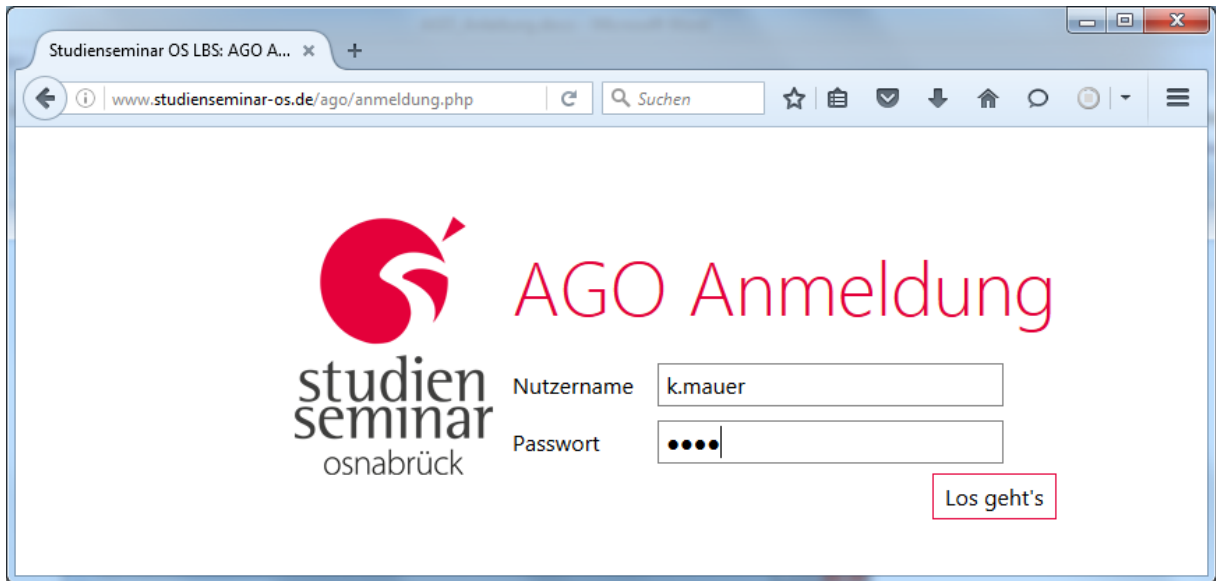 Studienseminar OS LBS: AGO A...
www.studienseminar-os.de/ago/anmeldung.php
Suchen
AGO Anmeldung
studien
seminar
osnabrück
Nutzername
k.mauer
Passwort
••••
Los geht's